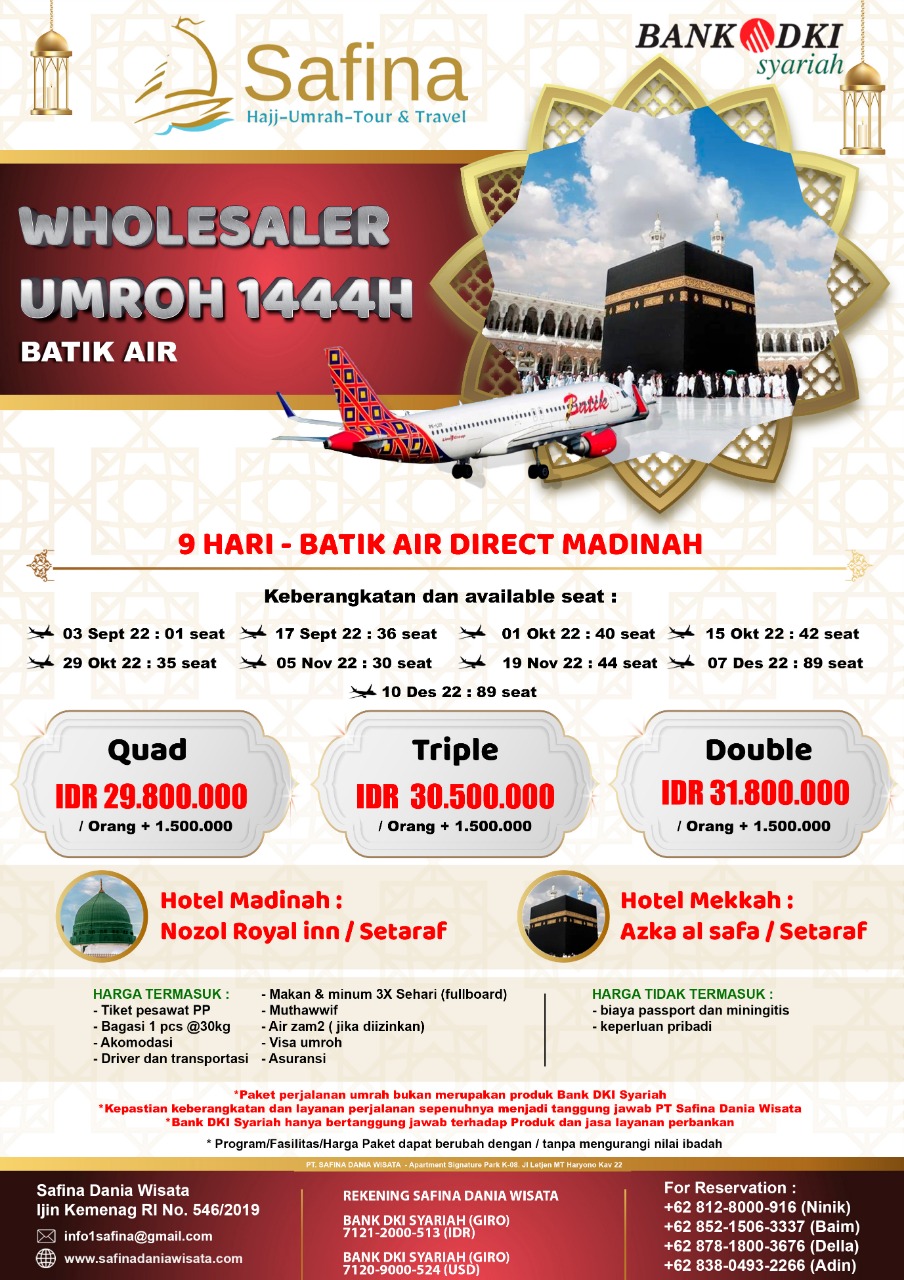 Safina
Hajj-Umrah-Tour & Travel
BANK DKI
syariah
WHOLESALER
UMROH 1444H
BATIK AIR
Batik
9 HARI - BATIK AIR DIRECT MADINAH
Keberangkatan dan available seat :
03 Sept 22 : 01 seat 17 Sept 22 : 36 seat 01 Okt 22 : 40 seat 15 Okt 22 : 42 seat
29 Okt 22 : 35 seat 05 Nov 22 : 30 seat 19 Nov 22 : 44 seat 07 Des 22 : 89 seat
10 Des 22 : 89 seat
Quad
IDR 29.800.000
/ Orang + 1.500.000
Triple
IDR 30.500.000
/ Orang + 1.500.000
Double
IDR 31.800.000
/ Orang + 1.500.000
Hotel Madinah :
Nozol Royal inn / Setaraf
Hotel Mekkah :
Azka al safa / Setaraf
HARGA TERMASUK :
- Tiket pesawat PP
- Bagasi 1 pcs @30kg
- Akomodasi
- Driver dan transportasi
- Makan & minum 3X Sehari (fullboard)
- Muthawwif
- Air zam2 ( jika diizinkan)
- Visa umroh
- Asuransi
HARGA TIDAK TERMASUK :
- biaya passport dan miningitis
- keperluan pribadi
*Paket perjalanan umrah bukan merupakan produk Bank DKI Syariah
*Kepastian keberangkatan dan layanan perjalanan sepenuhnya menjadi tanggung jawab PT Safina Dania Wisata
*Bank DKI Syariah hanya bertanggung jawab terhadap Produk dan jasa layanan perbankan
* Program/Fasilitas/Harga Paket dapat berubah dengan / tanpa mengurangi nilai ibadah
PT. SAFINA DANIA WISATA - Apartment Signature Park K-08. Jl Letjen MT Haryono Kav 22
Safina Dania Wisata
Ijin Kemenag RI No. 546/2019
info1safina@gmail.com
www.safinadaniawisata.com
REKENING SAFINA DANIA WISATA
BANK DKI SYARIAH (GIRO)
7121-2000-513 (IDR)
BANK DKI SYARIAH (GIRO)
7120-9000-524 (USD)
For Reservation :
+62 812-8000-916 (Ninik)
+62 852-1506-3337 (Baim)
+62 878-1800-3676 (Della)
+62 838-0493-2266 (Adin)